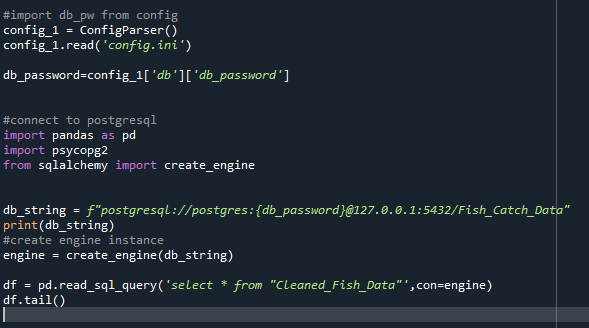 #import db_pw from config
config_1 = ConfigParser()
config_1.read('config.ini')
db_password=config_1['db']['db_password']
#connect to postgresql
import pandas as pd
import psycopg2
from sqlalchemy import create_engine
db_string = f"postgresql://postgres:{db_password}@127.0.0.1:5432/Fish_Catch_Data"
print(db_string)
#create engine instance
engine = create_engine(db_string)
df = pd.read_sql_query('select * from "Cleaned_Fish_Data"',con=engine)
df.tail()